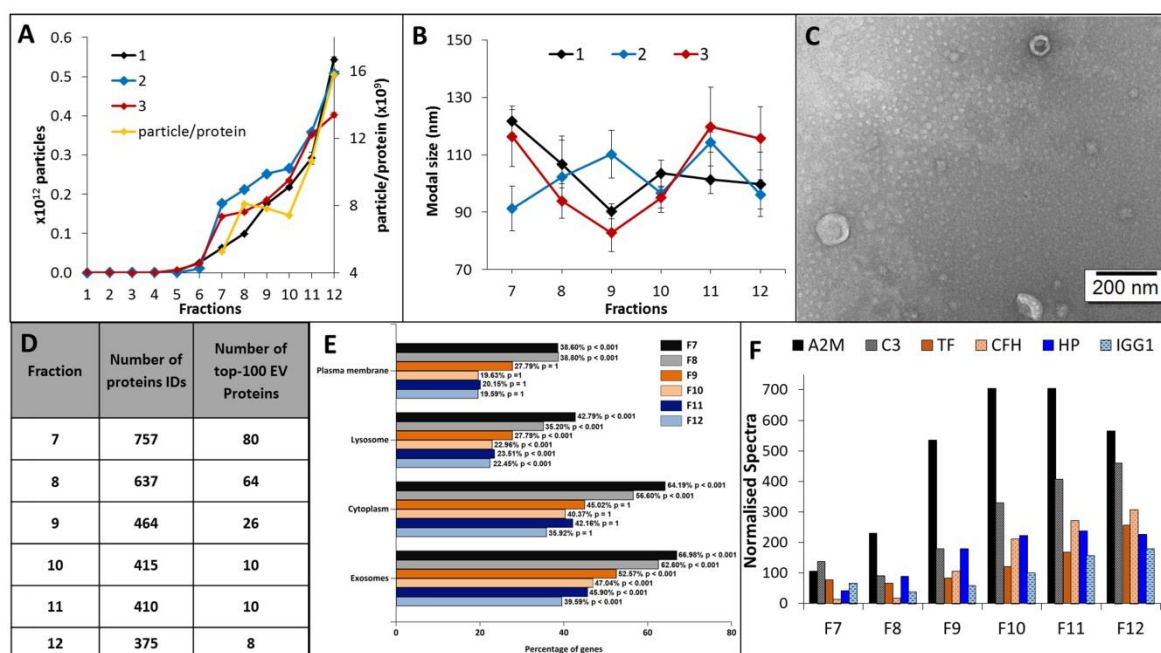 A
0.6
0.5
0.4
0.3
0.2
0.1
0.0
x10¹² particles
1
2
3
particle/protein
16
12
8
4
particle/protein (x10⁹)
1 2 3 4 5 6 7 8 9 10 11 12
Fractions
B
150
130
110
90
70
Modal size (nm)
1 2 3
7 8 9 10 11 12
Fractions
C
200 nm
D
Fraction Number of proteins IDs Number of top-100 EV Proteins
7 757 80
8 637 64
9 464 26
10 415 10
11 410 10
12 375 8
E
F7
F8
F9
F10
F11
F12
Plasma membrane
38.60% p < 0.001
38.80% p < 0.001
27.79% p = 1
19.63% p =1
20.15% p = 1
19.59% p = 1
Lysosome
42.79% p < 0.001
35.20% p < 0.001
27.79% p < 0.001
22.96% p < 0.001
23.51% p < 0.001
22.45% p < 0.001
Cytoplasm
64.19% p < 0.001
56.60% p < 0.001
45.02% p = 1
40.37% p = 1
42.16% p = 1
35.92% p = 1
Exosomes
66.98% p < 0.001
62.60% p < 0.001
52.57% p < 0.001
47.04% p < 0.001
45.90% p < 0.001
39.59% p < 0.001
0 20 40 60 80
Percentage of genes
F
A2M C3 TF CFH HP IGG1
700
600
500
400
300
200
100
0
Normalised Spectra
F7 F8 F9 F10 F11 F12